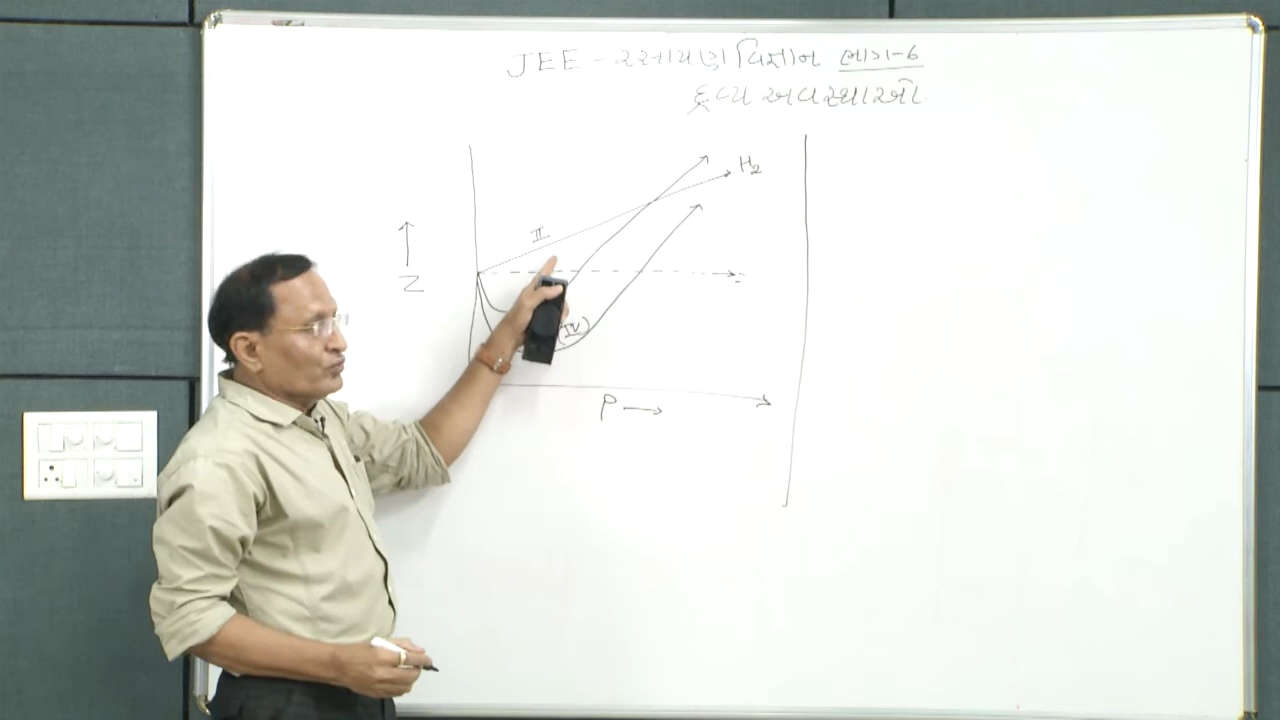 JEE - રસાયણ વિજ્ઞાન ભાગ-6
દ્રવ્ય અવસ્થાઓ.
H₂
II
Z
(IV)
P